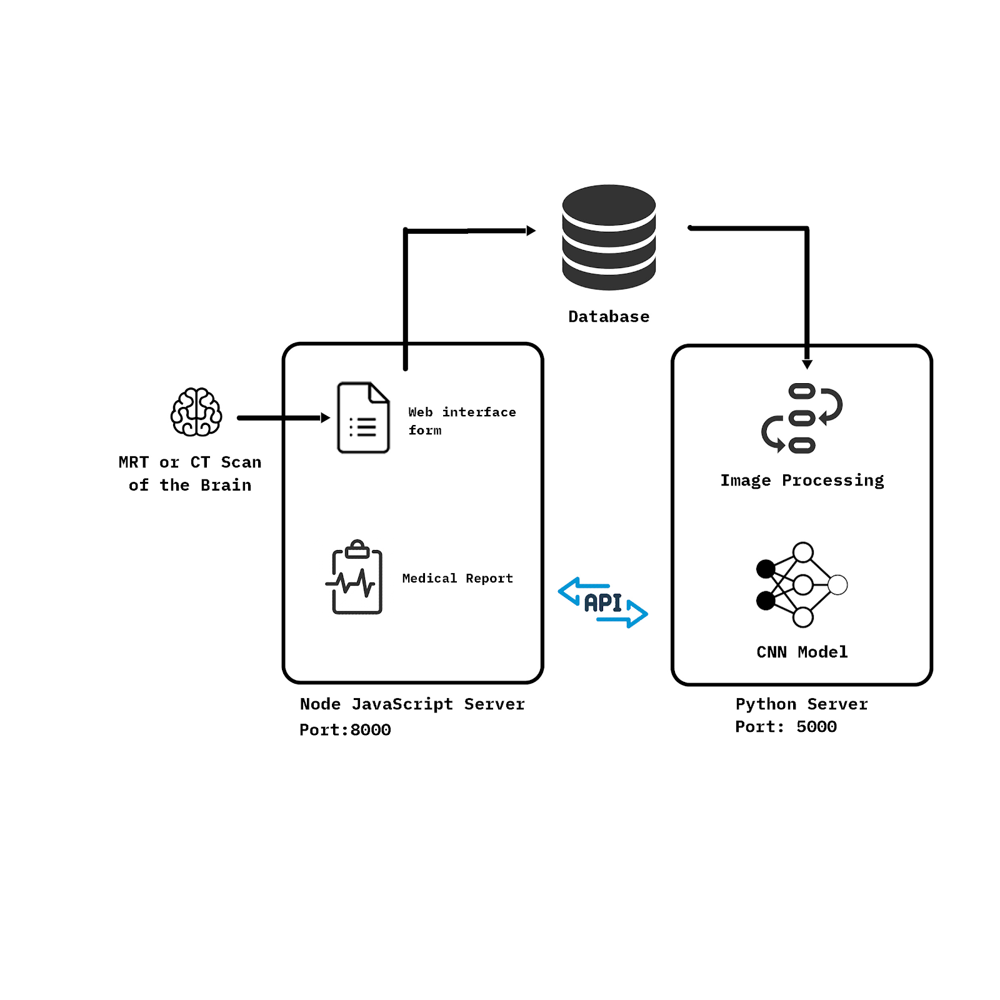 Database
Web interface
form
MRT or CT Scan
of the Brain
Image Processing
Medical Report
API
CNN Model
Node JavaScript Server
Port:8000
Python Server
Port: 5000